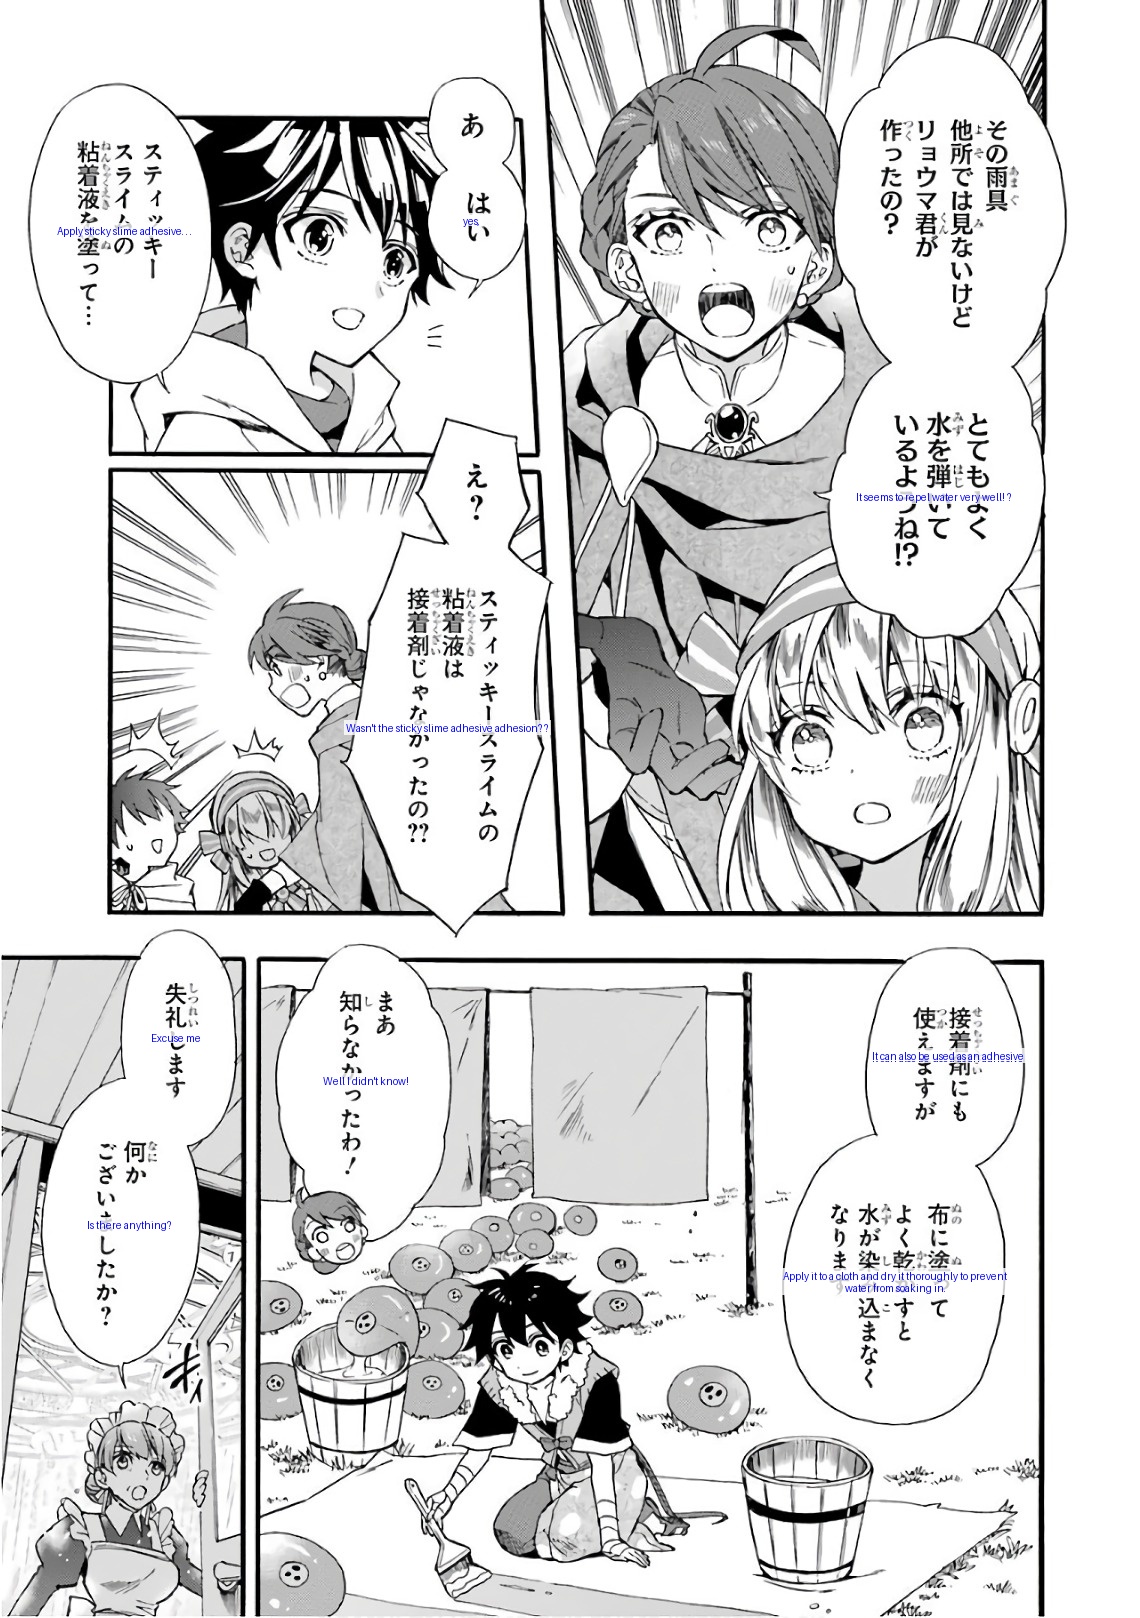 その雨具
他所では見ないけど
リョウマ君が
作ったの?
とてもよく
水を弾いて
いるようね!?
It seems to repel water very well! ?
あ
はい
yes
スティッキー
スライムの
粘着液を塗って…
Apply sticky slime adhesive...
え?
スティッキースライムの
粘着液は
接着剤じゃなかったの??
Wasn't the sticky slime adhesive adhesion??
接着剤にも
使えますが
It can also be used as an adhesive
布に塗って
よく乾かすと
水が染み込まなく
なります
Apply it to a cloth and dry it thoroughly to prevent
water from soaking in.
まあ
知らなかったわ!
Well I didn't know!
失礼します
Excuse me
何か
ございましたか?
Is there anything?
ギィ